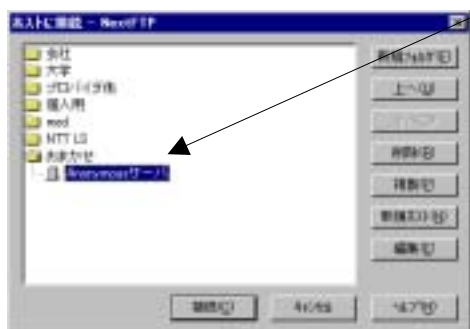 ホストに接続 - NextFTP
会社
大学
プロバイダ他
個人用
mod
NTT LS
おまかせ
Anonymousサーバ
上へ(U)
削除(R)
複製(Y)
編集(E)
接続(C)
キャンセル
ヘルプ(H)